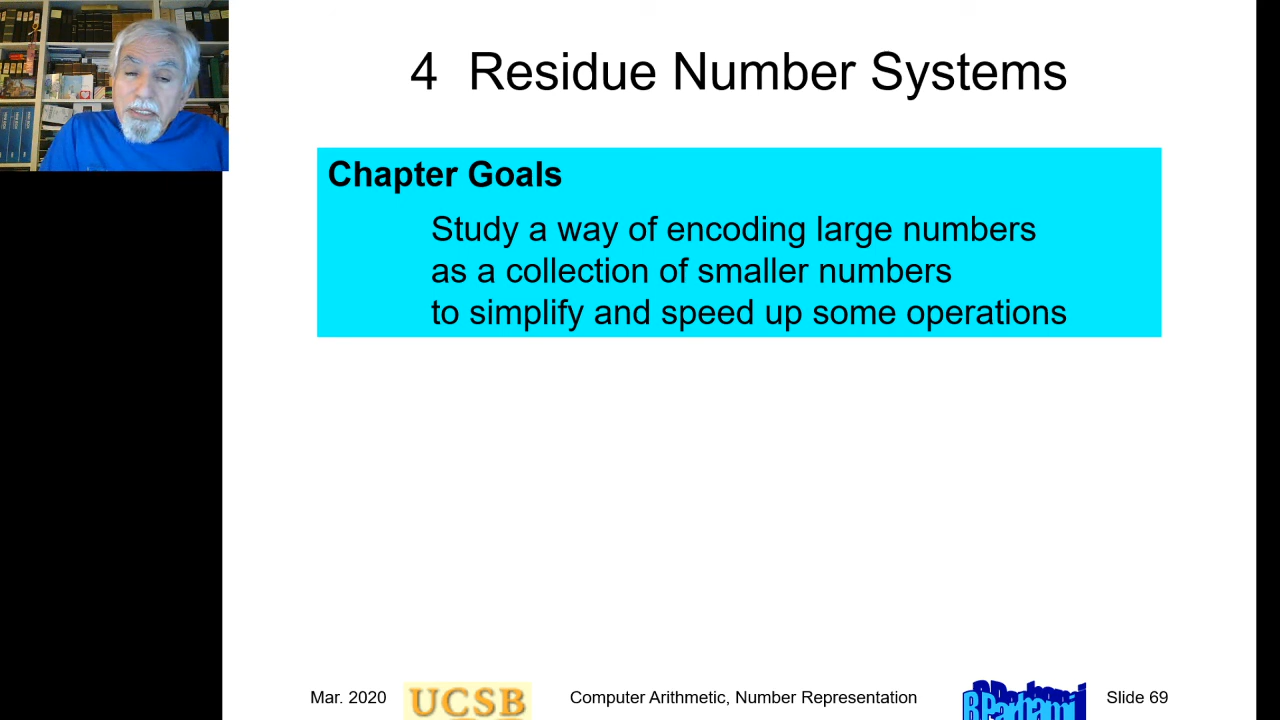 4 Residue Number Systems
Chapter Goals
Study a way of encoding large numbers
as a collection of smaller numbers
to simplify and speed up some operations
Mar. 2020
UCSB
Computer Arithmetic, Number Representation
B Parhami
Slide 69